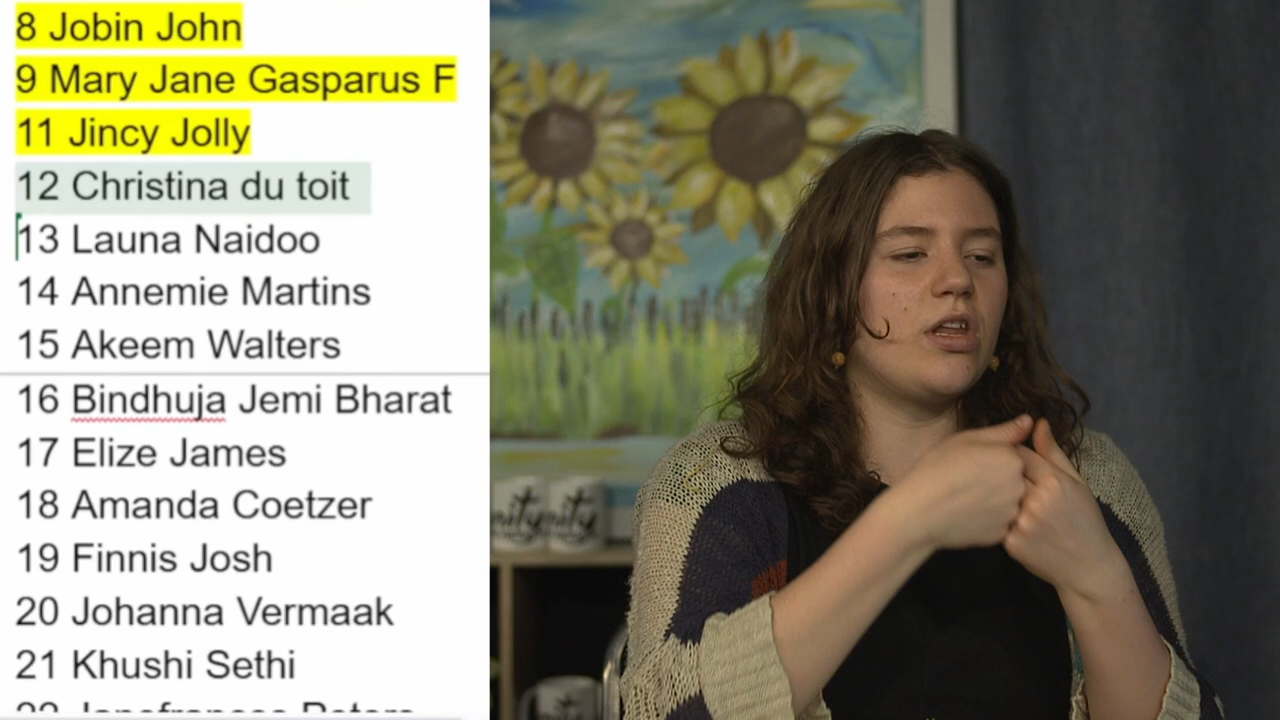 8 Jobin John
9 Mary Jane Gasparus F
11 Jincy Jolly
12 Christina du toit
13 Launa Naidoo
14 Annemie Martins
15 Akeem Walters
16 Bindhuja Jemi Bharat
17 Elize James
18 Amanda Coetzer
19 Finnis Josh
20 Johanna Vermaak
21 Khushi Sethi